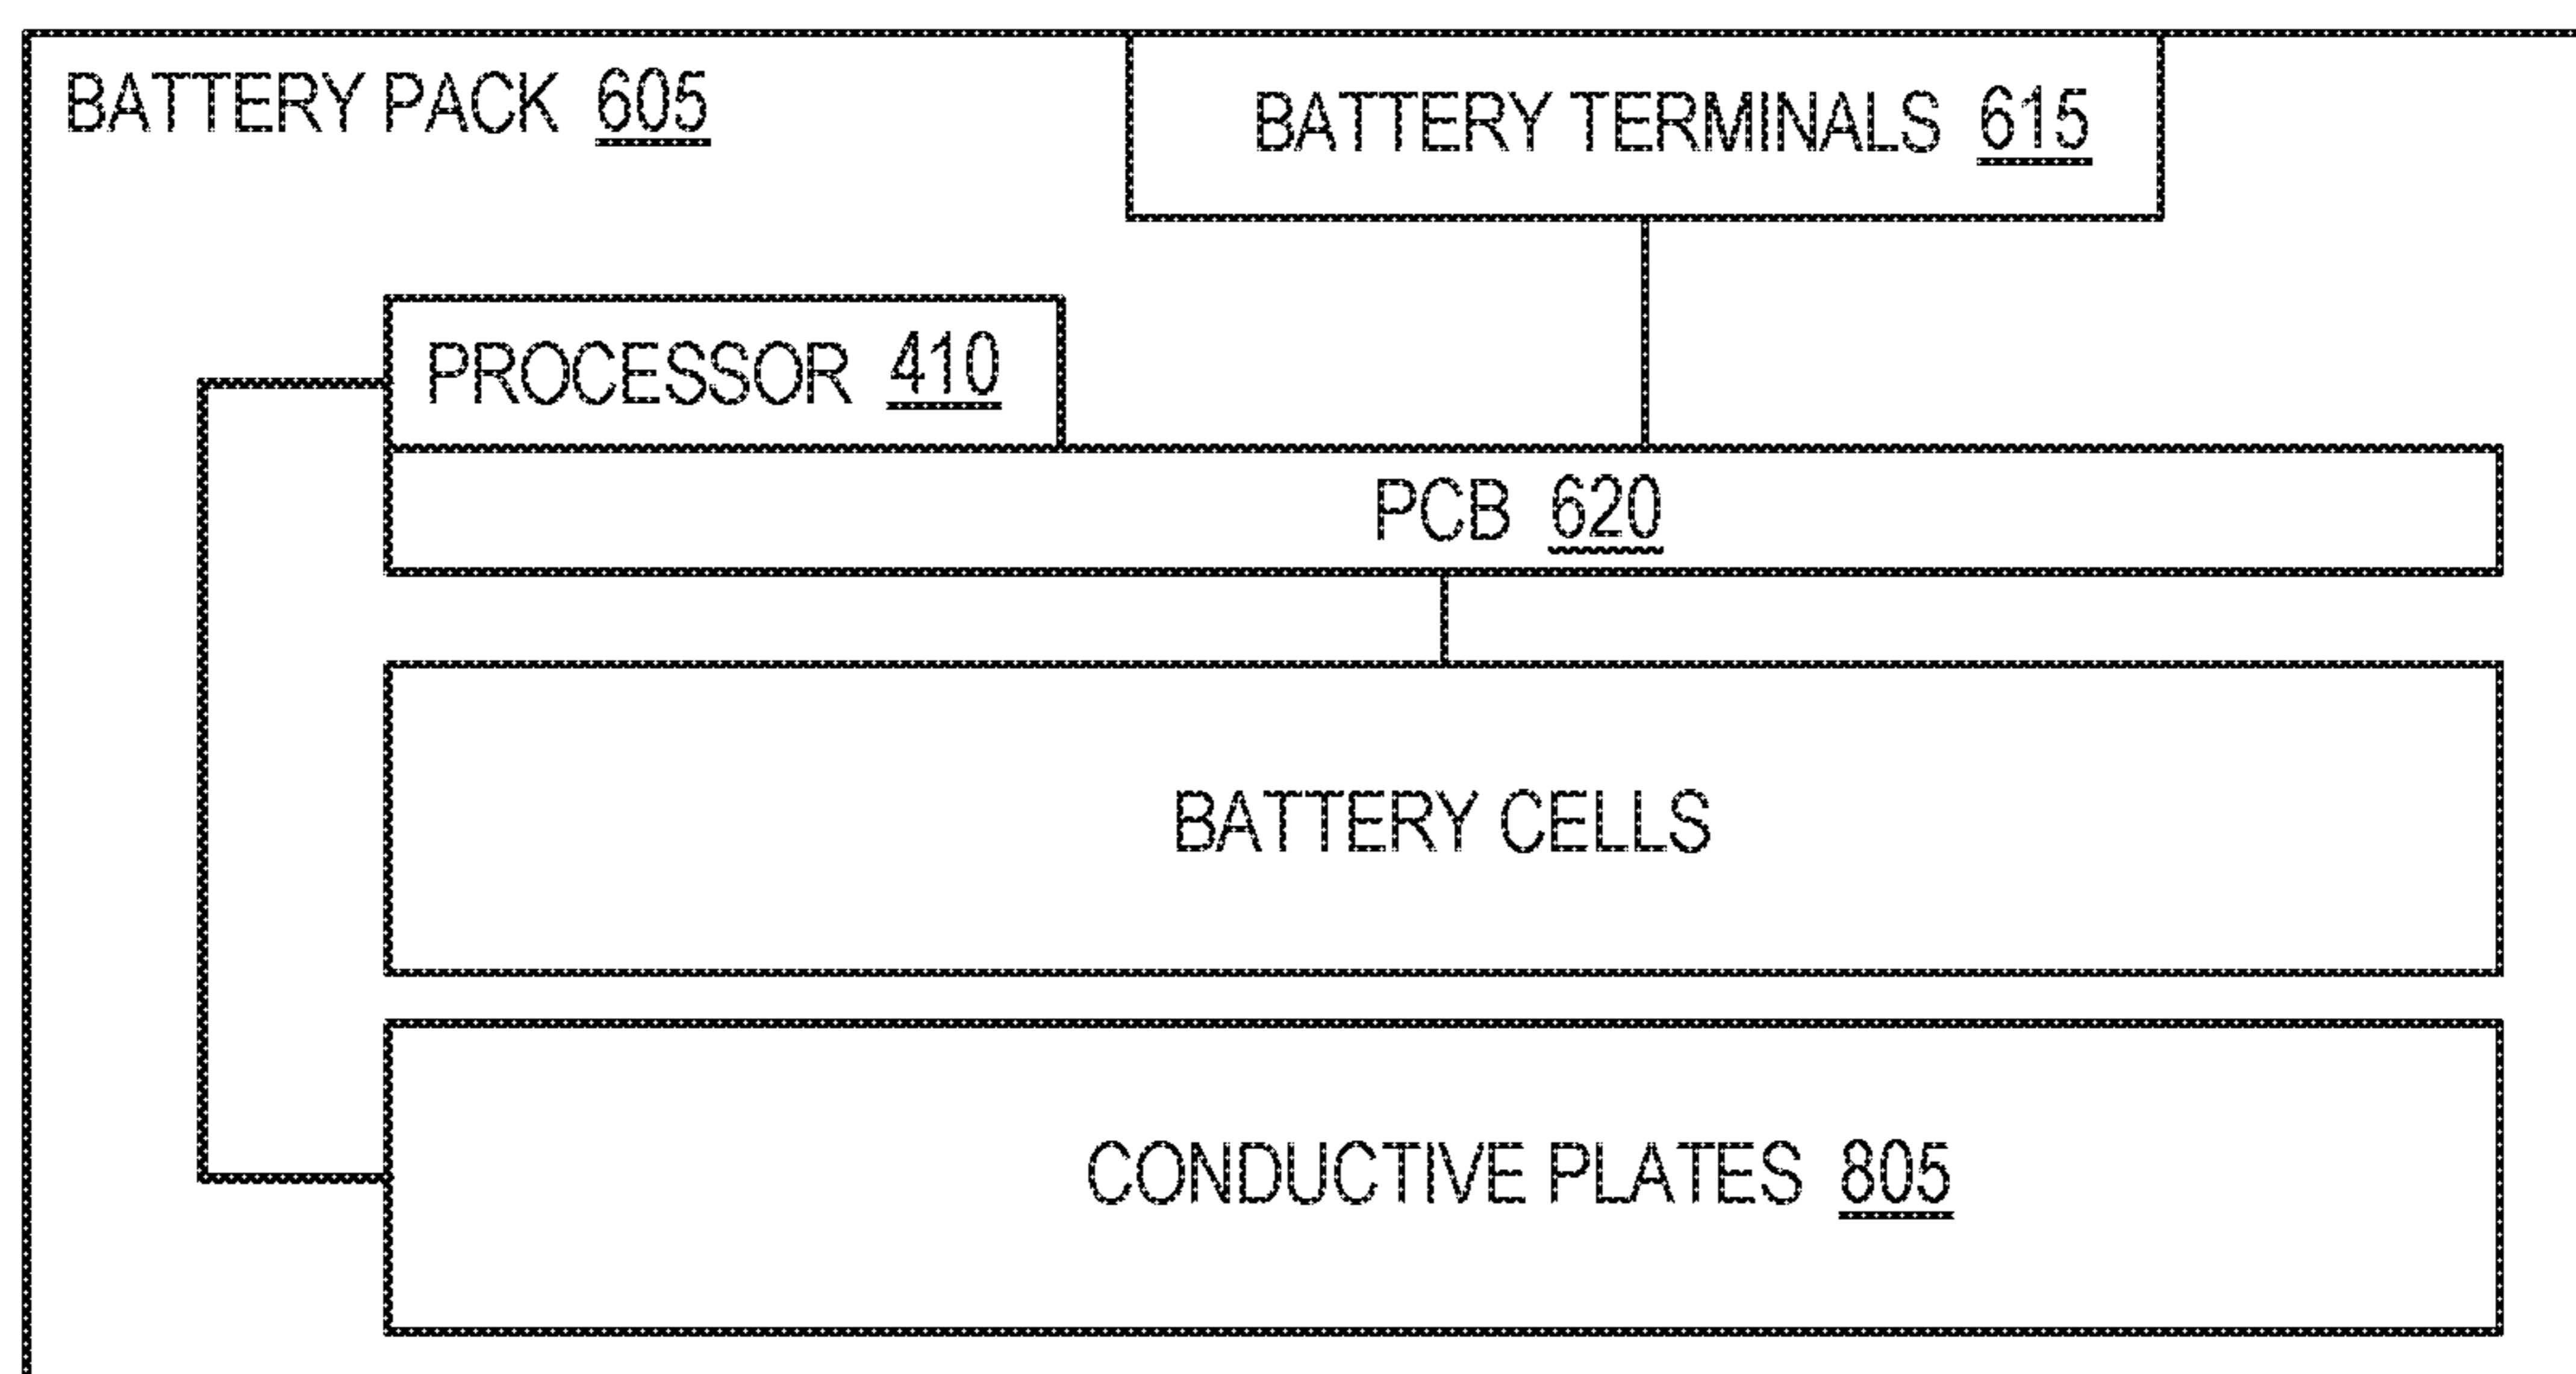 BATTERY PACK 605
BATTERY TERMINALS 615
PROCESSOR 410
PCB 620
BATTERY CELLS
CONDUCTIVE PLATES 805